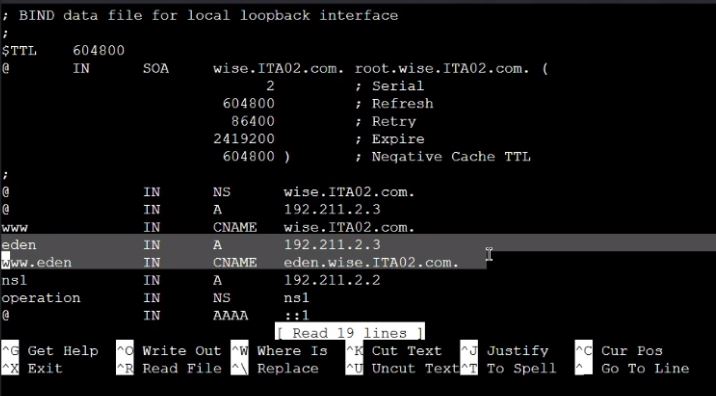 ; BIND data file for local loopback interface
;
$TTL 604800
@ IN SOA wise.ITA02.com. root.wise.ITA02.com. (
2 ; Serial
604800 ; Refresh
86400 ; Retry
2419200 ; Expire
604800 ) ; Negative Cache TTL
;
@ IN NS wise.ITA02.com.
@ IN A 192.211.2.3
www IN CNAME wise.ITA02.com.
eden IN A 192.211.2.3
www.eden IN CNAME eden.wise.ITA02.com.
ns1 IN A 192.211.2.2
operation IN NS ns1
@ IN AAAA ::1
[ Read 19 lines ]
^G Get Help ^O Write Out ^W Where Is ^K Cut Text ^J Justify ^C Cur Pos
^X Exit ^R Read File ^\ Replace ^U Uncut Text ^T To Spell ^_ Go To Line